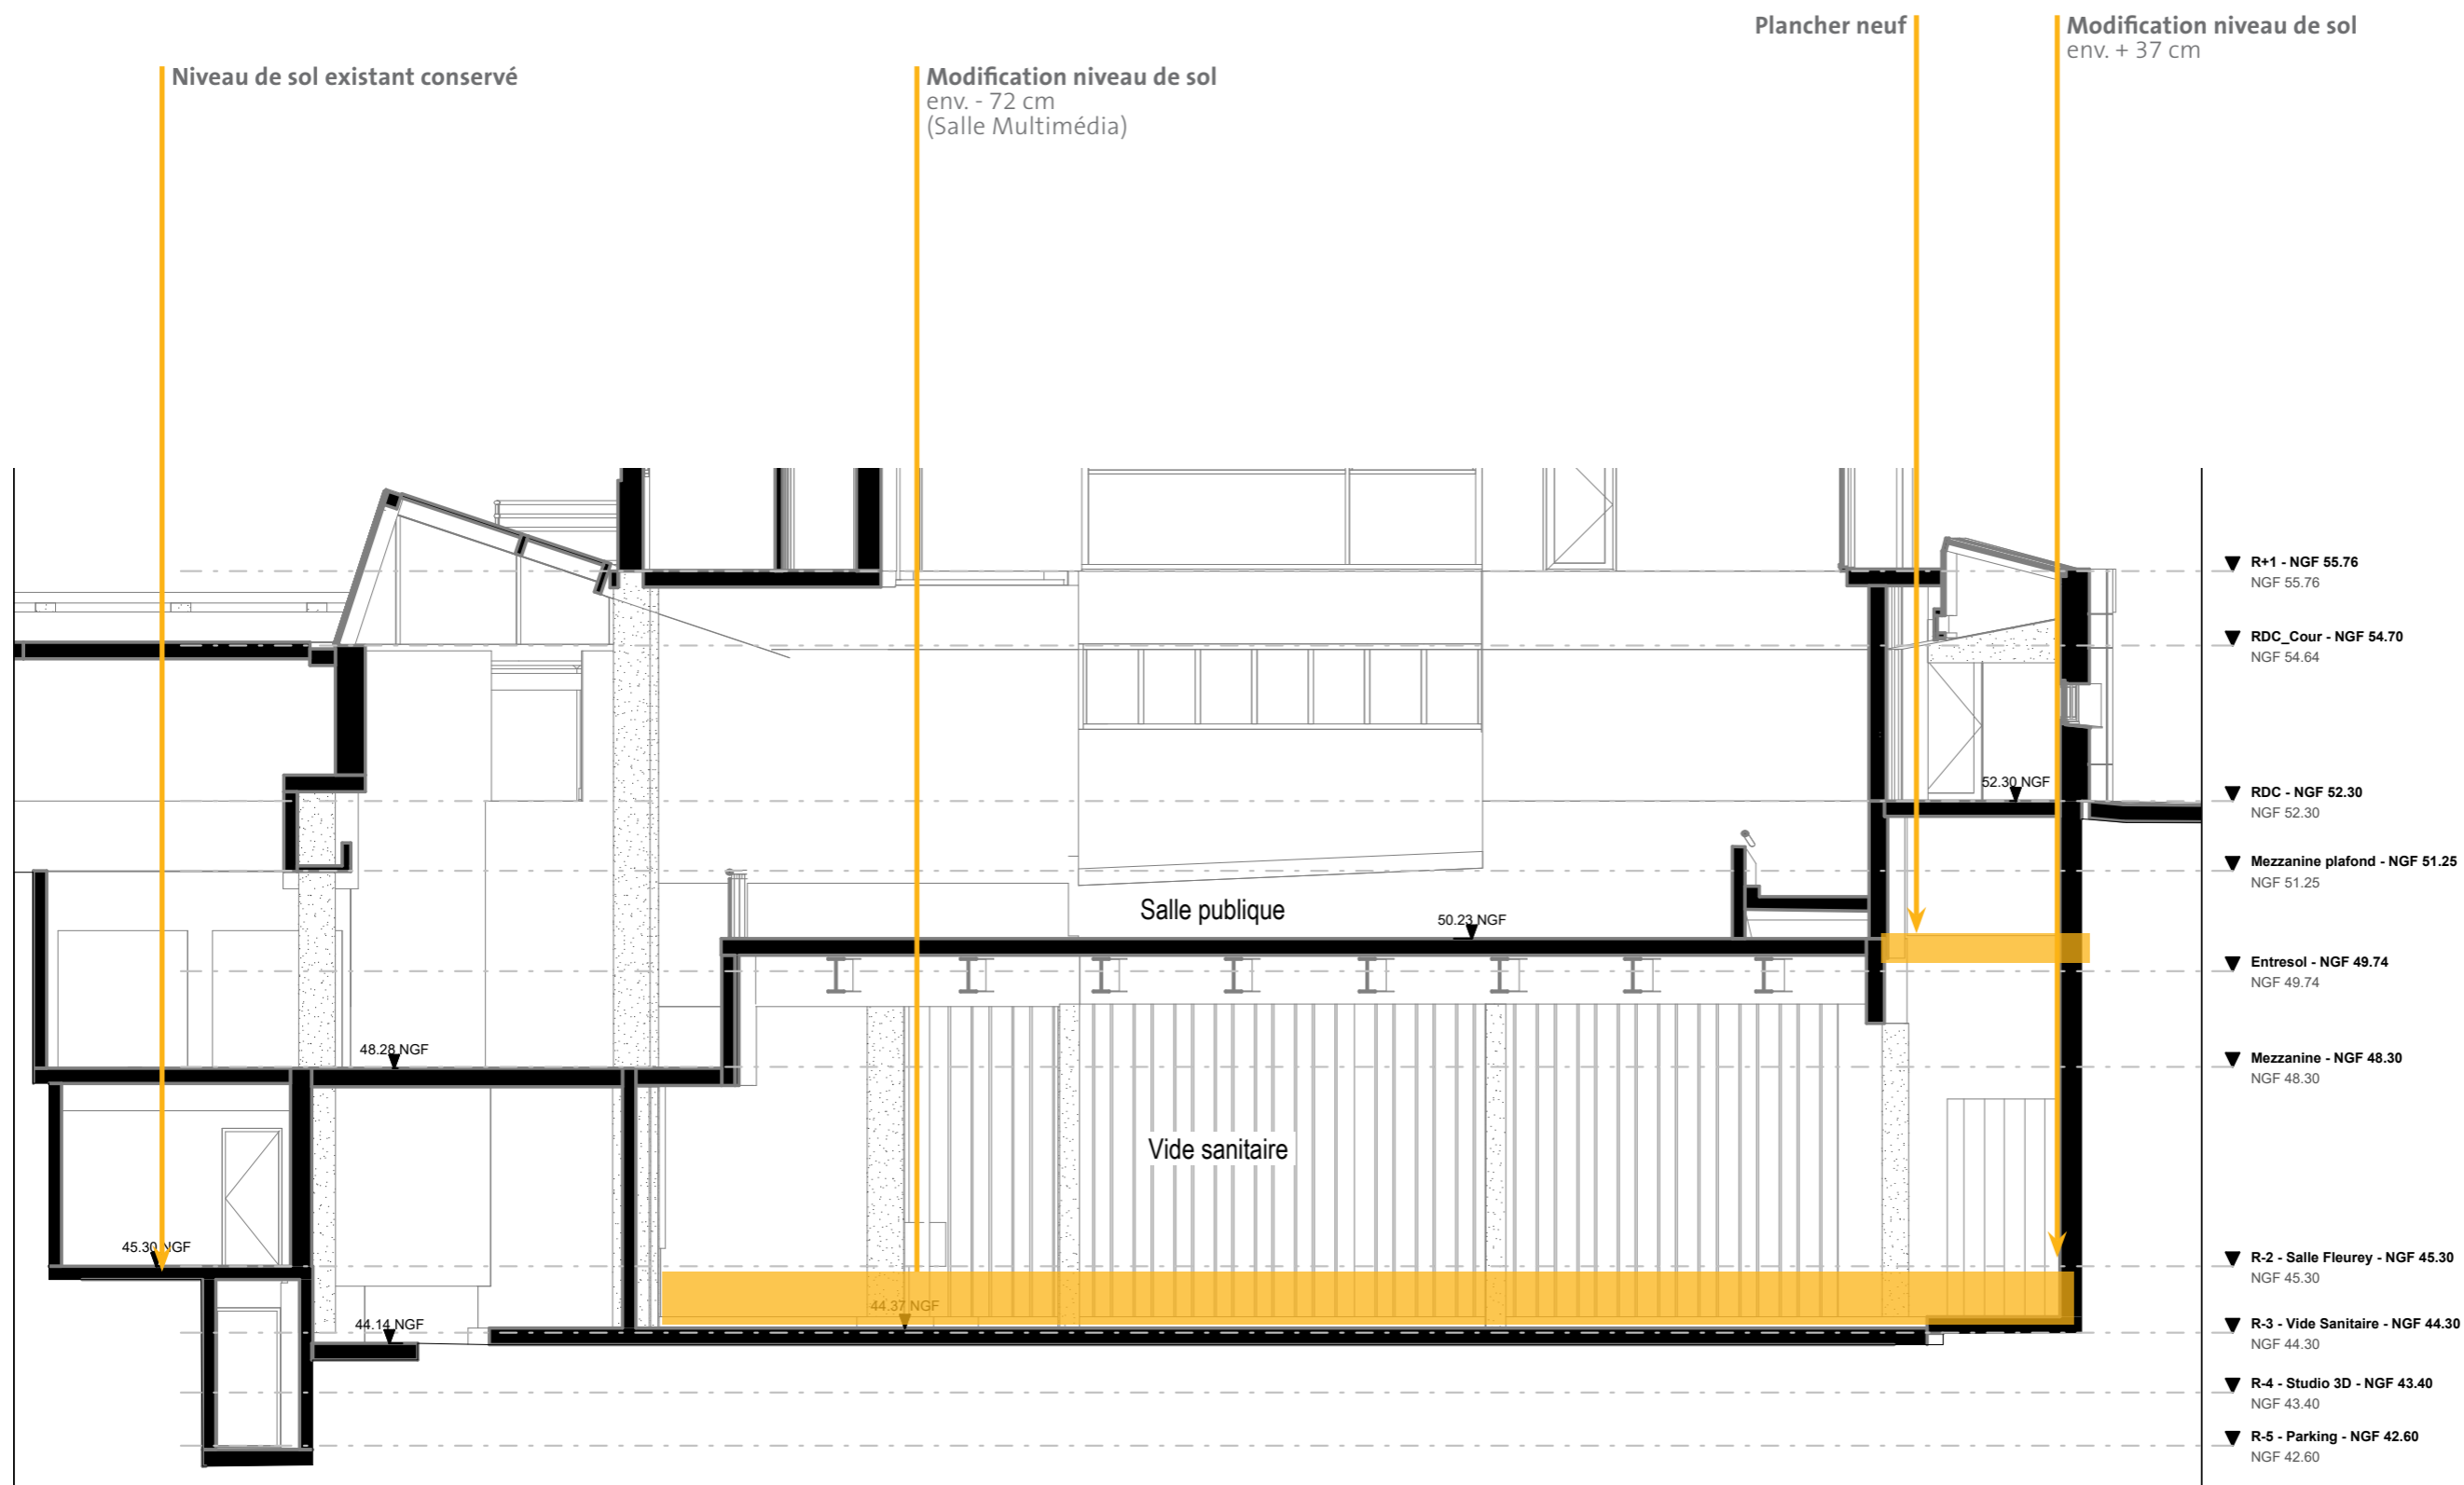 Plancher neuf
Modification niveau de sol
env. + 37 cm
Niveau de sol existant conservé
Modification niveau de sol
env. - 72 cm
(Salle Multimédia)
R+1 - NGF 55.76
NGF 55.76
RDC_Cour - NGF 54.70
NGF 54.64
52.30 NGF
RDC - NGF 52.30
NGF 52.30
Mezzanine plafond - NGF 51.25
NGF 51.25
Salle publique
50.23 NGF
Entresol - NGF 49.74
NGF 49.74
48.28 NGF
Mezzanine - NGF 48.30
NGF 48.30
Vide sanitaire
45.30 NGF
R-2 - Salle Fleurey - NGF 45.30
NGF 45.30
44.37 NGF
44.14 NGF
R-3 - Vide Sanitaire - NGF 44.30
NGF 44.30
R-4 - Studio 3D - NGF 43.40
NGF 43.40
R-5 - Parking - NGF 42.60
NGF 42.60